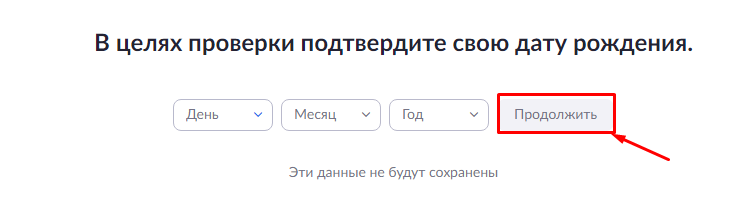 В целях проверки подтвердите свою дату рождения.
День Месяц Год Продолжить
Эти данные не будут сохранены